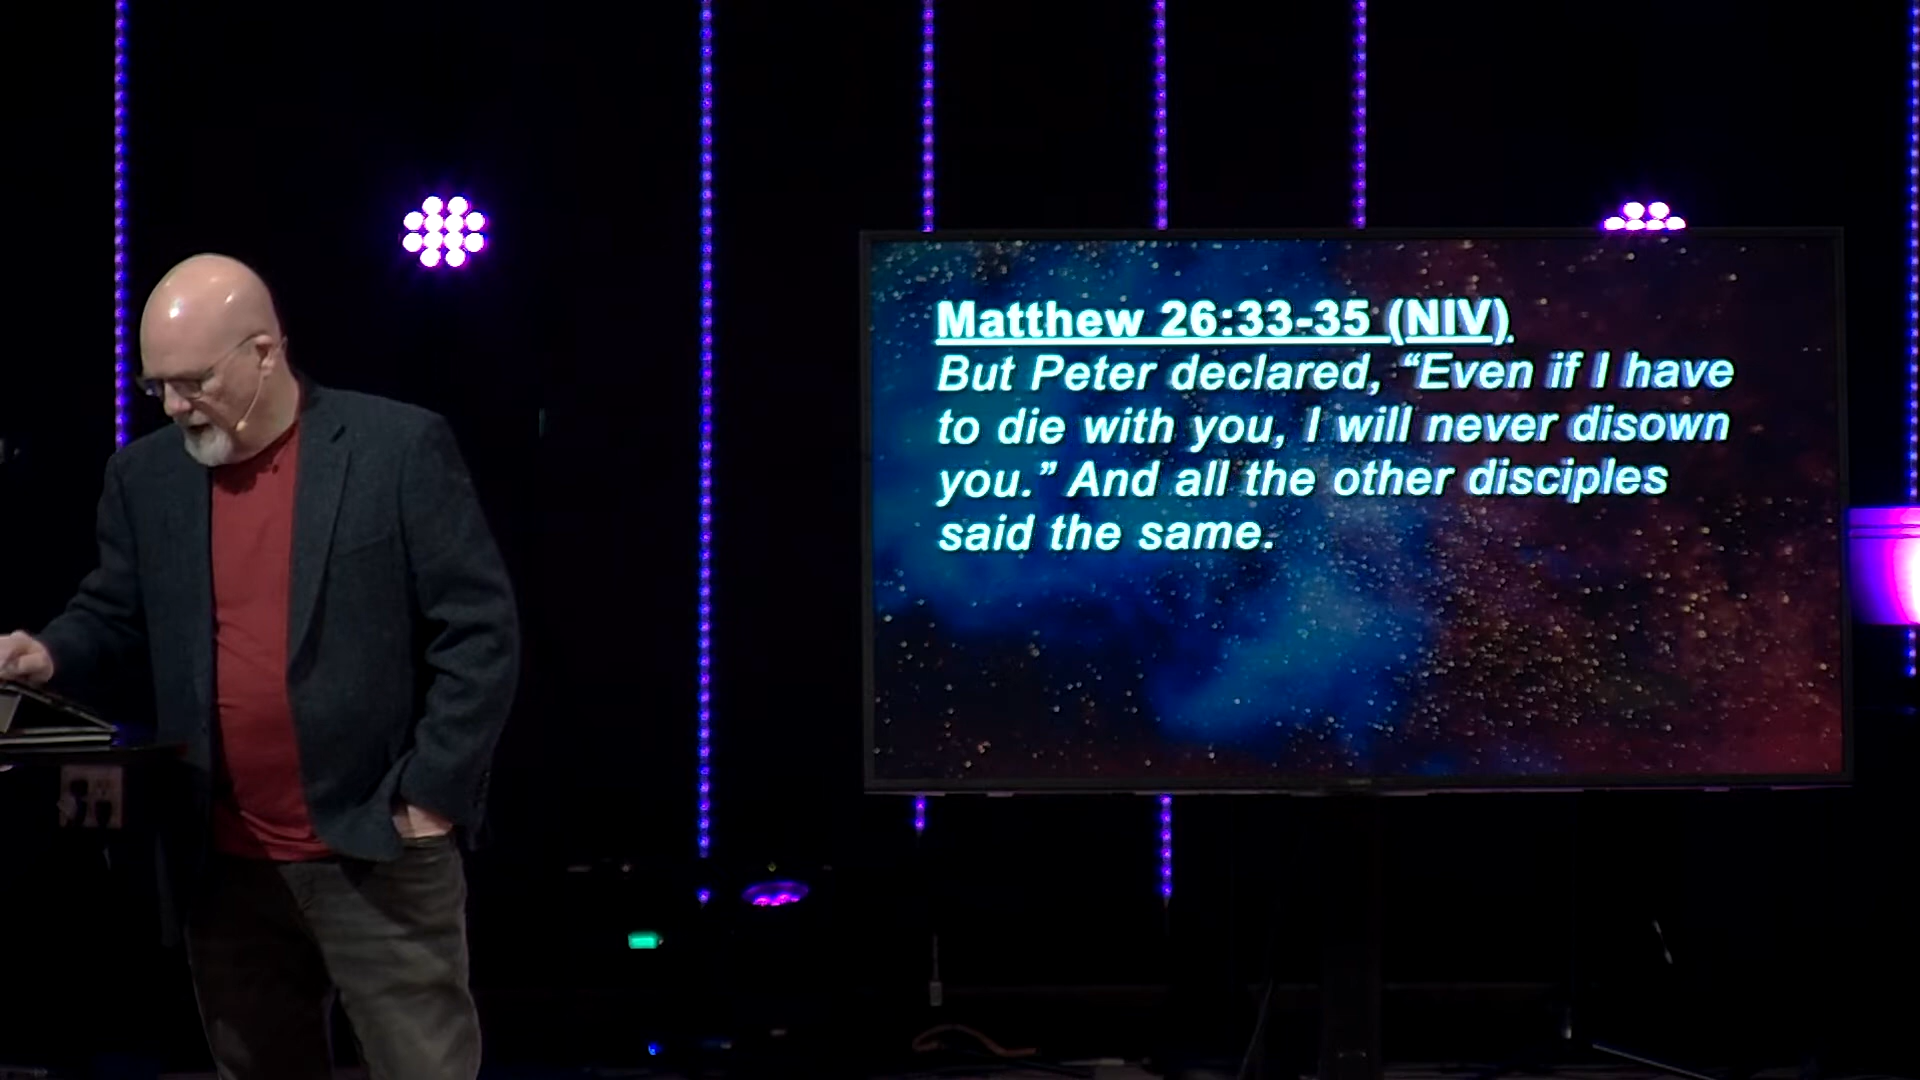 Matthew 26:33-35 (NIV)
But Peter declared, “Even if I have
to die with you, I will never disown
you.” And all the other disciples
said the same.